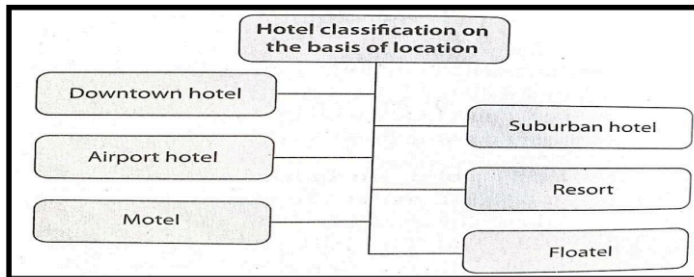 Hotel classification on
the basis of location
Downtown hotel
Suburban hotel
Airport hotel
Resort
Motel
Floatel